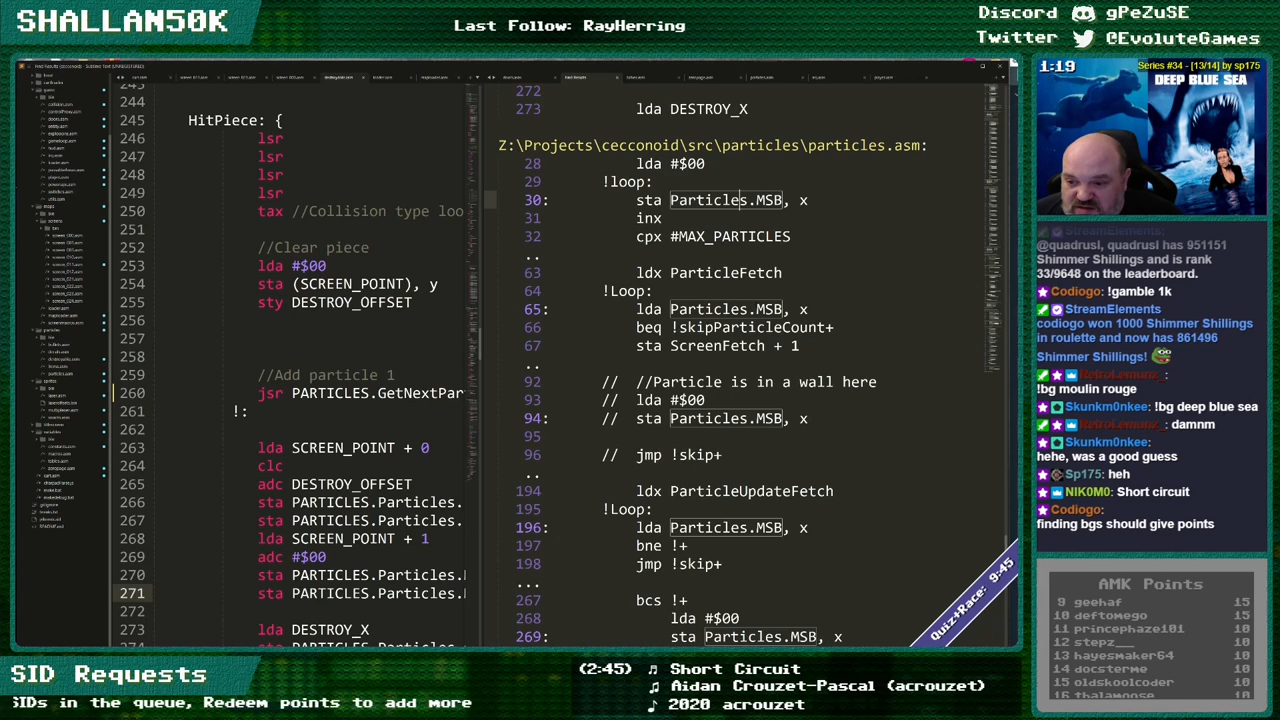 SHALLAN50K
Last Follow: RayHerring
Discord gPeZuSE
Twitter @EvoluteGames
244
245 HitPiece: {
246 lsr
247 lsr
248 lsr
249 lsr
250 tax //Collision type loo
251
252 //Clear piece
253 lda #$00
254 sta (SCREEN_POINT), y
255 sty DESTROY_OFFSET
256
257
258
259 //Add particle 1
260 jsr PARTICLES.GetNextPar
261 !:
262
263 lda SCREEN_POINT + 0
264 clc
265 adc DESTROY_OFFSET
266 sta PARTICLES.Particles.
267 sta PARTICLES.Particles.
268 lda SCREEN_POINT + 1
269 adc #$00
270 sta PARTICLES.Particles.
271 sta PARTICLES.Particles.
272
273 lda DESTROY_X
272
273 lda DESTROY_X
Z:\Projects\cecconoid\src\particles\particles.asm:
28 lda #$00
29 !loop:
30: sta Particles.MSB, x
31 inx
32 cpx #MAX_PARTICLES
..
63 ldx ParticleFetch
64 !Loop:
65: lda Particles.MSB, x
66 beq !skipParticleCount+
67 sta ScreenFetch + 1
..
92 // //Particle is in a wall here
93 // lda #$00
94: // sta Particles.MSB, x
95
96 // jmp !skip+
..
194 ldx ParticleUpdateFetch
195 !Loop:
196: lda Particles.MSB, x
197 bne !+
198 jmp !skip+
...
267 bcs !+
268 lda #$00
269: sta Particles.MSB, x
Quiz+Race: 9:45
1:19
Series #34 - [13/14] by sp175
DEEP BLUE SEA
StreamElements:
@quadrusl, quadrusl has 951151
Shimmer Shillings and is rank
33/9648 on the leaderboard.
Codiogo: !gamble 1k
StreamElements:
codiogo won 1000 Shimmer Shillings
in roulette and now has 861496
Shimmer Shillings!
RetroLemunz_:
!bg moulin rouge
Skunkm0nkee: !bg deep blue sea
RetroLemunz_: damnm
Skunkm0nkee:
hehe, was a good guess
Sp175: heh
NIK0M0: Short circuit
Codiogo:
finding bgs should give points
AMK Points
9 geehaf 15
10 deftomego 15
11 princephaze101 10
12 stepz__ 10
13 hayesmaker64 10
14 docsterme 10
15 oldskoolcoder 10
16 thalamoose 10
SID Requests
SIDs in the queue, Redeem points to add more
(2:45) Short Circuit
Aidan Crouzet-Pascal (acrouzet)
2020 acrouzet